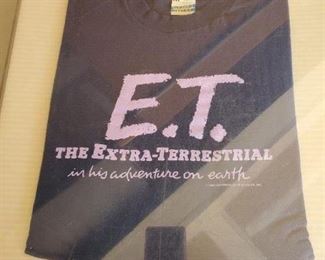 E.T.
THE EXTRA-TERRESTRIAL
in his adventure on earth